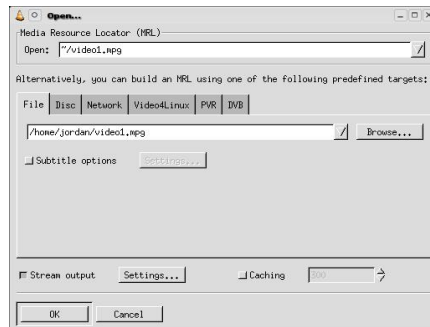 Open...
Media Resource Locator (MRL)
Open: ~/video1.mpg
Alternatively, you can build an MRL using one of the following predefined targets:
File Disc Network Video4Linux PVR DVB
/home/jordan/video1.mpg Browse...
Subtitle options Settings...
Stream output Settings... Caching 300
OK Cancel